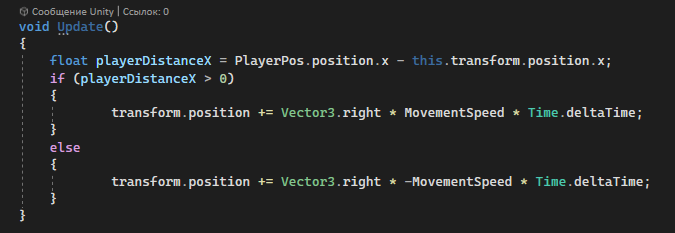 Сообщение Unity | Ссылок: 0
void Update()
{
float playerDistanceX = PlayerPos.position.x - this.transform.position.x;
if (playerDistanceX > 0)
{
transform.position += Vector3.right * MovementSpeed * Time.deltaTime;
}
else
{
transform.position += Vector3.right * -MovementSpeed * Time.deltaTime;
}
}